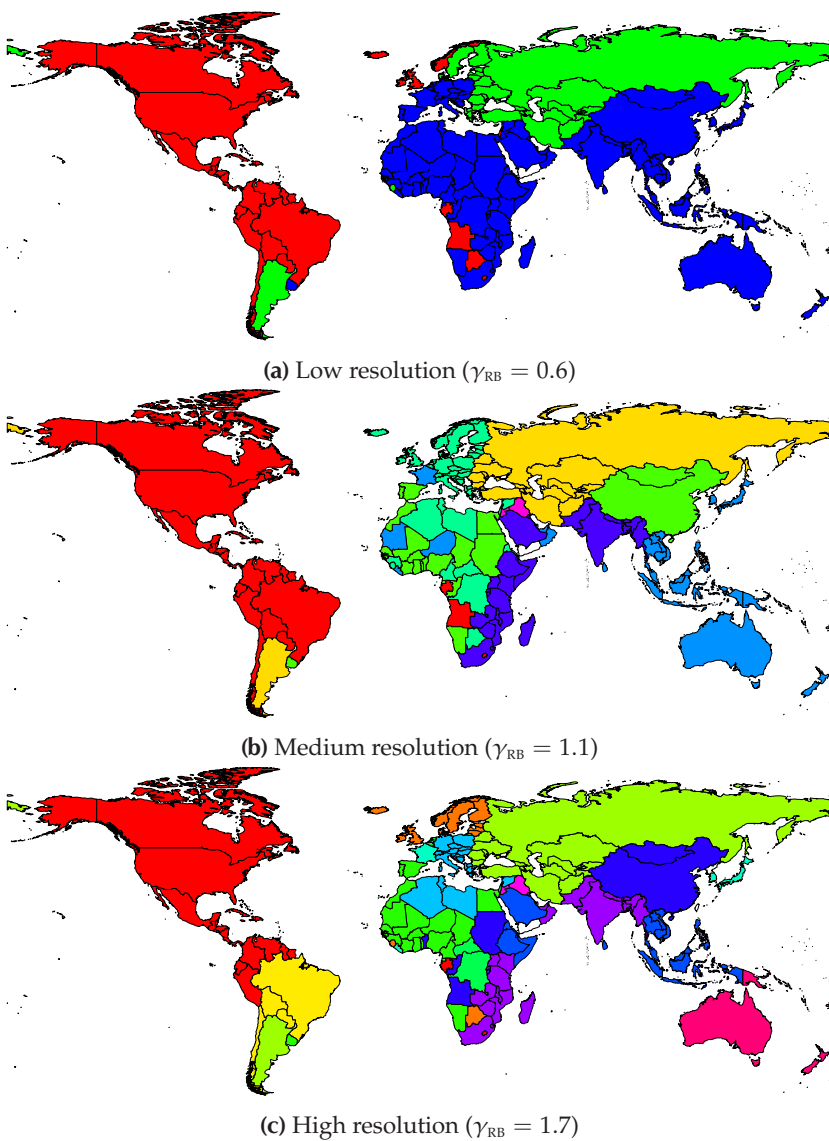 (a) Low resolution (γRB = 0.6)
(b) Medium resolution (γRB = 1.1)
(c) High resolution (γRB = 1.7)